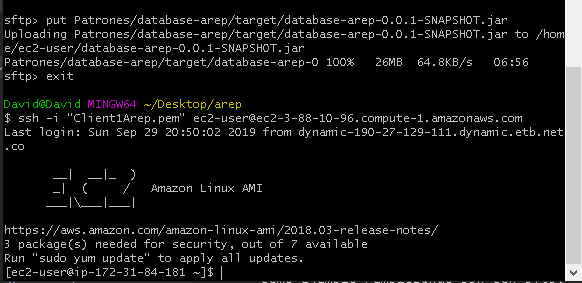 sftp> put Patrones/database-arep/target/database-arep-0.0.1-SNAPSHOT.jar
Uploading Patrones/database-arep/target/database-arep-0.0.1-SNAPSHOT.jar to /hom
e/ec2-user/database-arep-0.0.1-SNAPSHOT.jar
Patrones/database-arep/target/database-arep-0 100%   26MB  64.8KB/s   06:56
sftp> exit
David@David MINGW64 ~/Desktop/arep
$ ssh -i "Client1Arep.pem" ec2-user@ec2-3-88-10-96.compute-1.amazonaws.com
Last login: Sun Sep 29 20:50:02 2019 from dynamic-190-27-129-111.dynamic.etb.net
.co
       __|  __|_  )
       _|  (     /   Amazon Linux AMI
      ___|\___|___|
https://aws.amazon.com/amazon-linux-ami/2018.03-release-notes/
3 package(s) needed for security, out of 7 available
Run "sudo yum update" to apply all updates.
[ec2-user@ip-172-31-84-181 ~]$